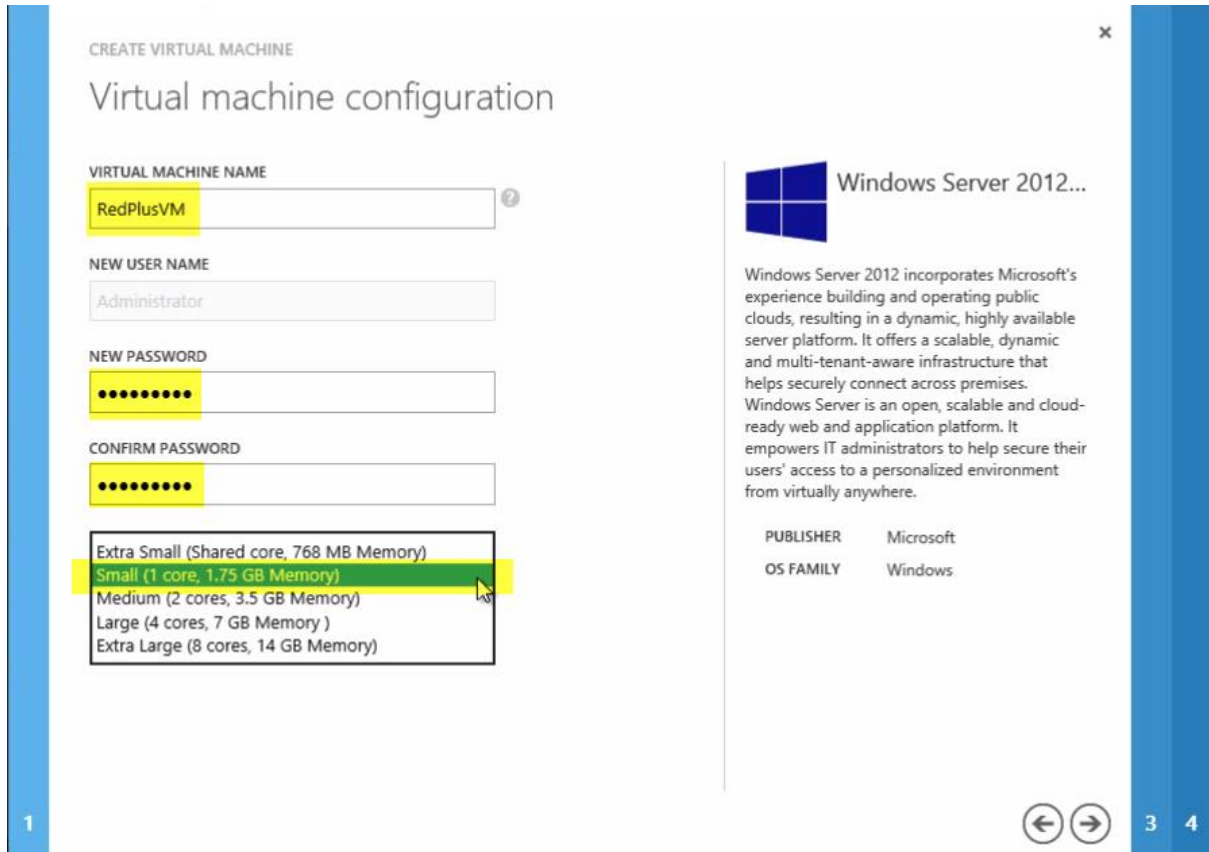 CREATE VIRTUAL MACHINE
Virtual machine configuration
VIRTUAL MACHINE NAME
RedPlusVM
NEW USER NAME
Administrator
NEW PASSWORD
•••••••••
CONFIRM PASSWORD
•••••••••
Extra Small (Shared core, 768 MB Memory)
Small (1 core, 1.75 GB Memory)
Medium (2 cores, 3.5 GB Memory)
Large (4 cores, 7 GB Memory )
Extra Large (8 cores, 14 GB Memory)
Windows Server 2012...
Windows Server 2012 incorporates Microsoft's
experience building and operating public
clouds, resulting in a dynamic, highly available
server platform. It offers a scalable, dynamic
and multi-tenant-aware infrastructure that
helps securely connect across premises.
Windows Server is an open, scalable and cloud-
ready web and application platform. It
empowers IT administrators to help secure their
users' access to a personalized environment
from virtually anywhere.
PUBLISHER Microsoft
OS FAMILY Windows
1
3 4